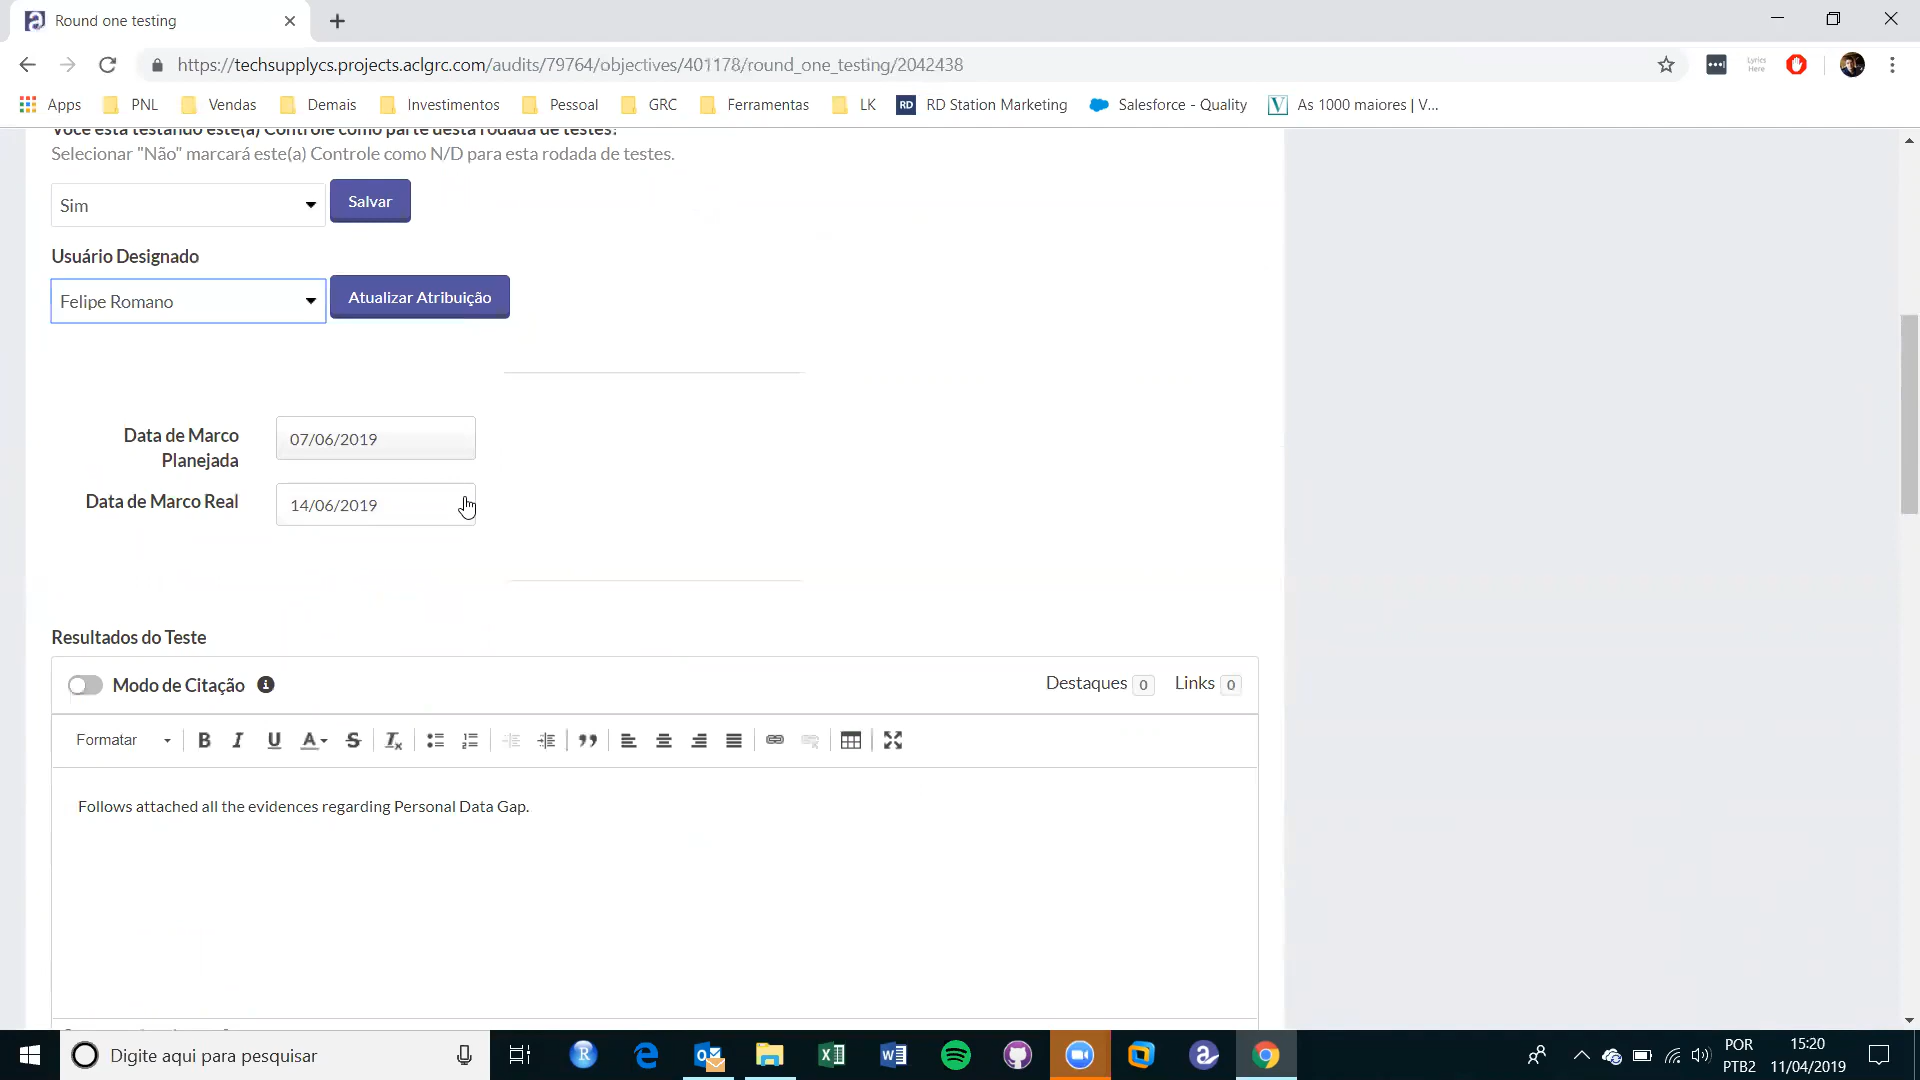 Round one testing
https://techsupplycs.projects.aclgrc.com/audits/79764/objectives/401178/round_one_testing/2042438
Lyrics
Here
Apps PNL Vendas Demais Investimentos Pessoal GRC Ferramentas LK RD RD Station Marketing Salesforce - Quality V As 1000 maiores | V...
Você está testando este(a) Controle como parte desta rodada de testes?
Selecionar "Não" marcará este(a) Controle como N/D para esta rodada de testes.
Sim Salvar
Usuário Designado
Felipe Romano Atualizar Atribuição
Data de Marco
Planejada
07/06/2019
Data de Marco Real 14/06/2019
Resultados do Teste
Modo de Citação Destaques 0 Links 0
Formatar
Follows attached all the evidences regarding Personal Data Gap.
Digite aqui para pesquisar
POR
PTB2
15:20
11/04/2019